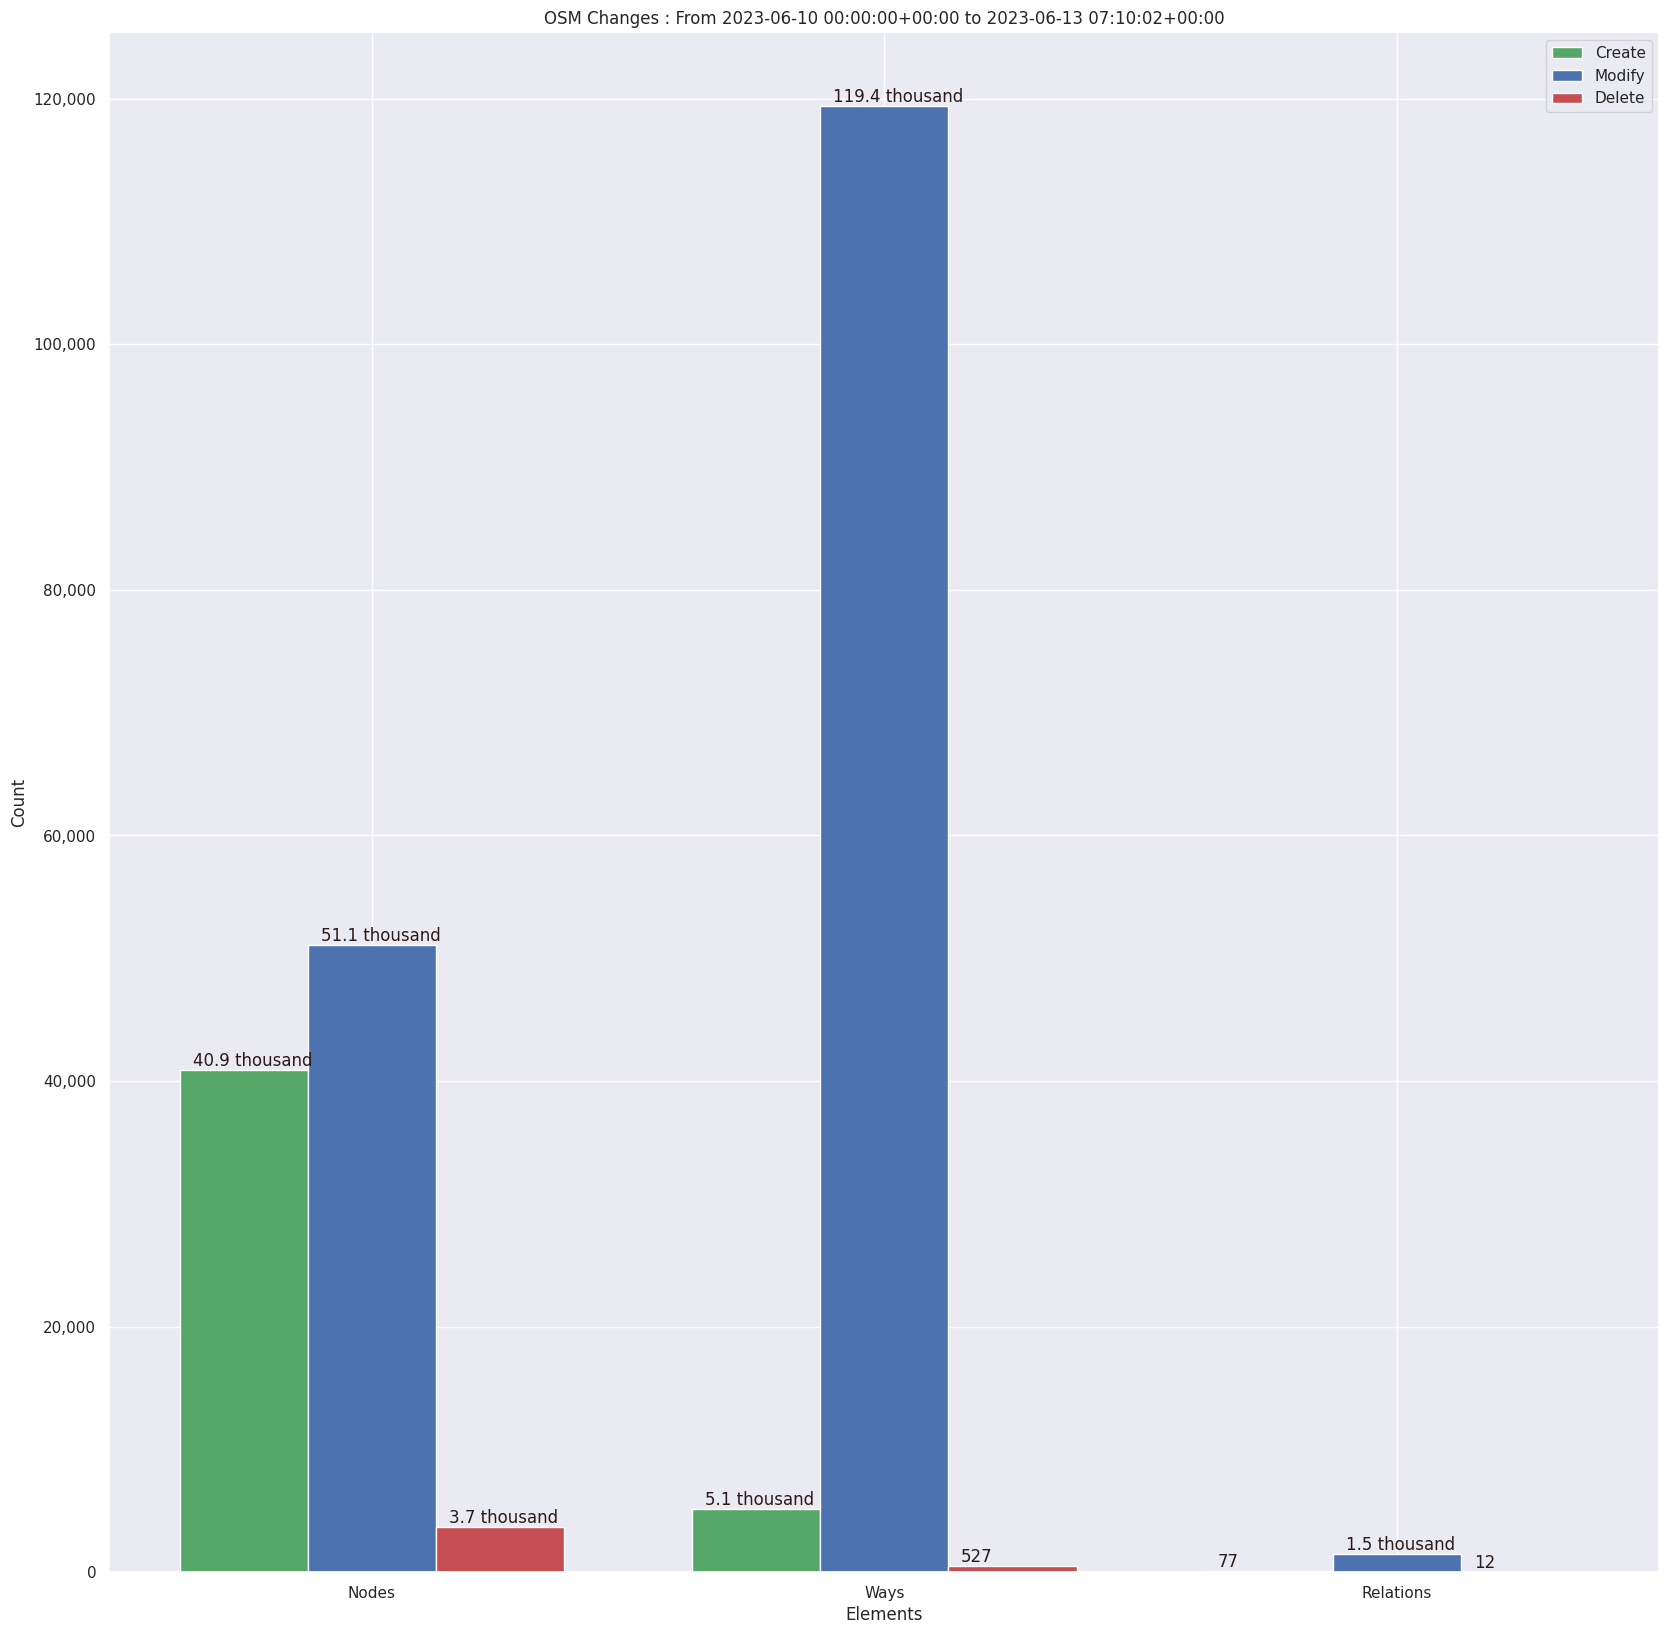 OSM Changes : From 2023-06-10 00:00:00+00:00 to 2023-06-13 07:10:02+00:00
Create
Modify
Delete
120,000
100,000
80,000
60,000
40,000
20,000
0
Count
119.4 thousand
51.1 thousand
40.9 thousand
3.7 thousand
5.1 thousand
527
77
1.5 thousand
12
Nodes
Ways
Relations
Elements